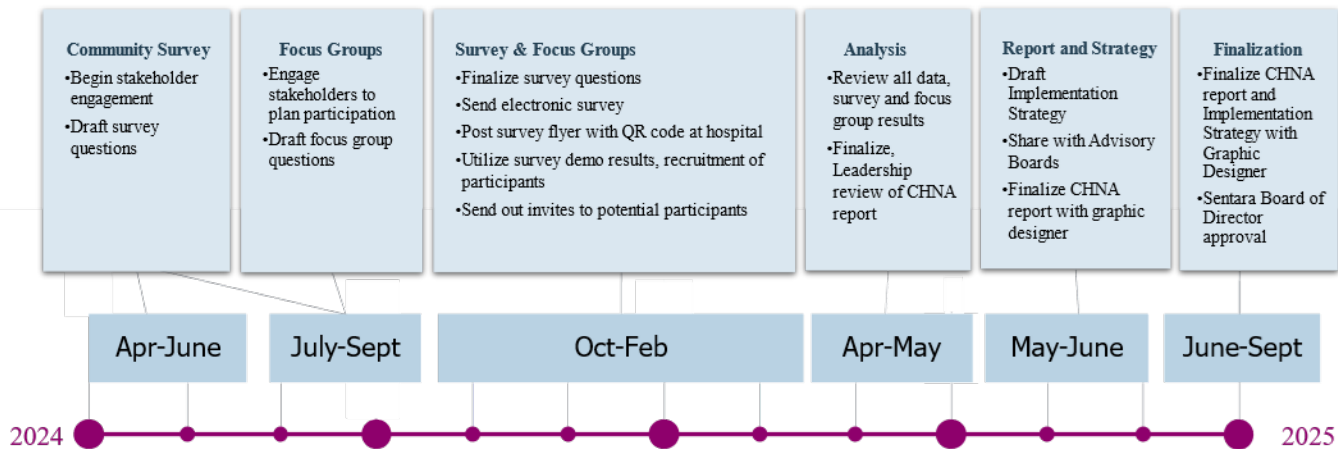 Community Survey
•Begin stakeholder
engagement
•Draft survey
questions
Focus Groups
•Engage
stakeholders to
plan participation
•Draft focus group
questions
Survey & Focus Groups
•Finalize survey questions
•Send electronic survey
•Post survey flyer with QR code at hospital
•Utilize survey demo results, recruitment of
participants
•Send out invites to potential participants
Analysis
•Review all data,
survey and focus
group results
•Finalize,
Leadership
review of CHNA
report
Report and Strategy
•Draft
Implementation
Strategy
•Share with Advisory
Boards
•Finalize CHNA
report with graphic
designer
Finalization
•Finalize CHNA
report and
Implementation
Strategy with
Graphic
Designer
•Sentara Board of
Director
approval
Apr-June
July-Sept
Oct-Feb
Apr-May
May-June
June-Sept
2024
2025